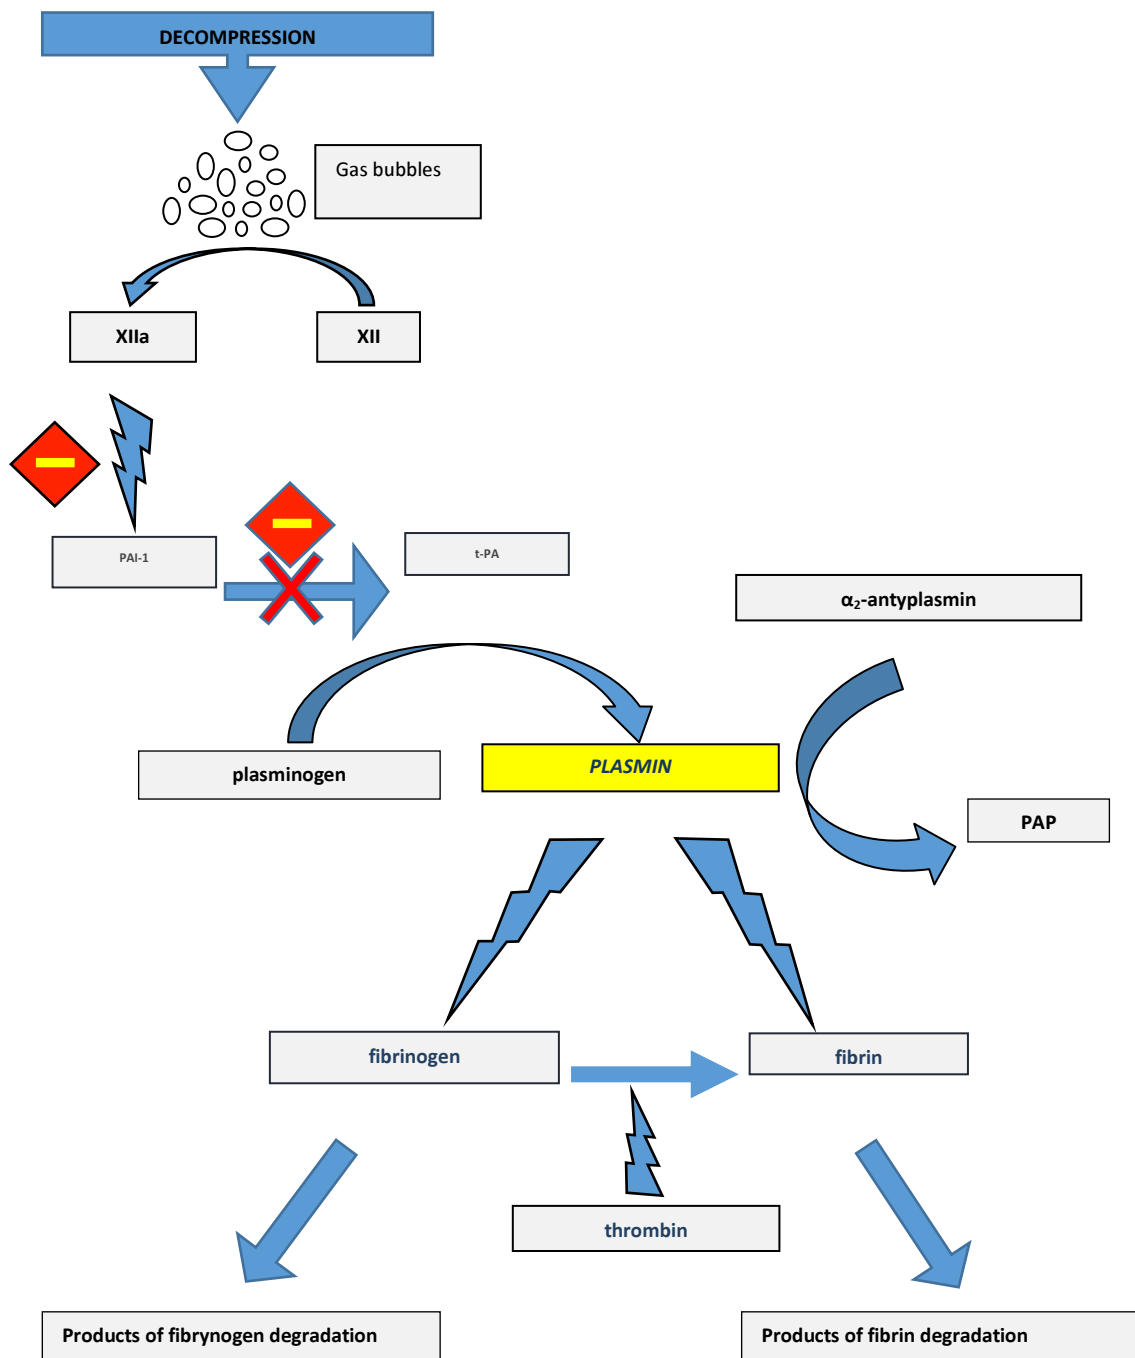 DECOMPRESSION
Gas bubbles
XIIa
XII
PAI-1
t-PA
α₂-antyplasmin
plasminogen
PLASMIN
PAP
fibrinogen
fibrin
thrombin
Products of fibrynogen degradation
Products of fibrin degradation